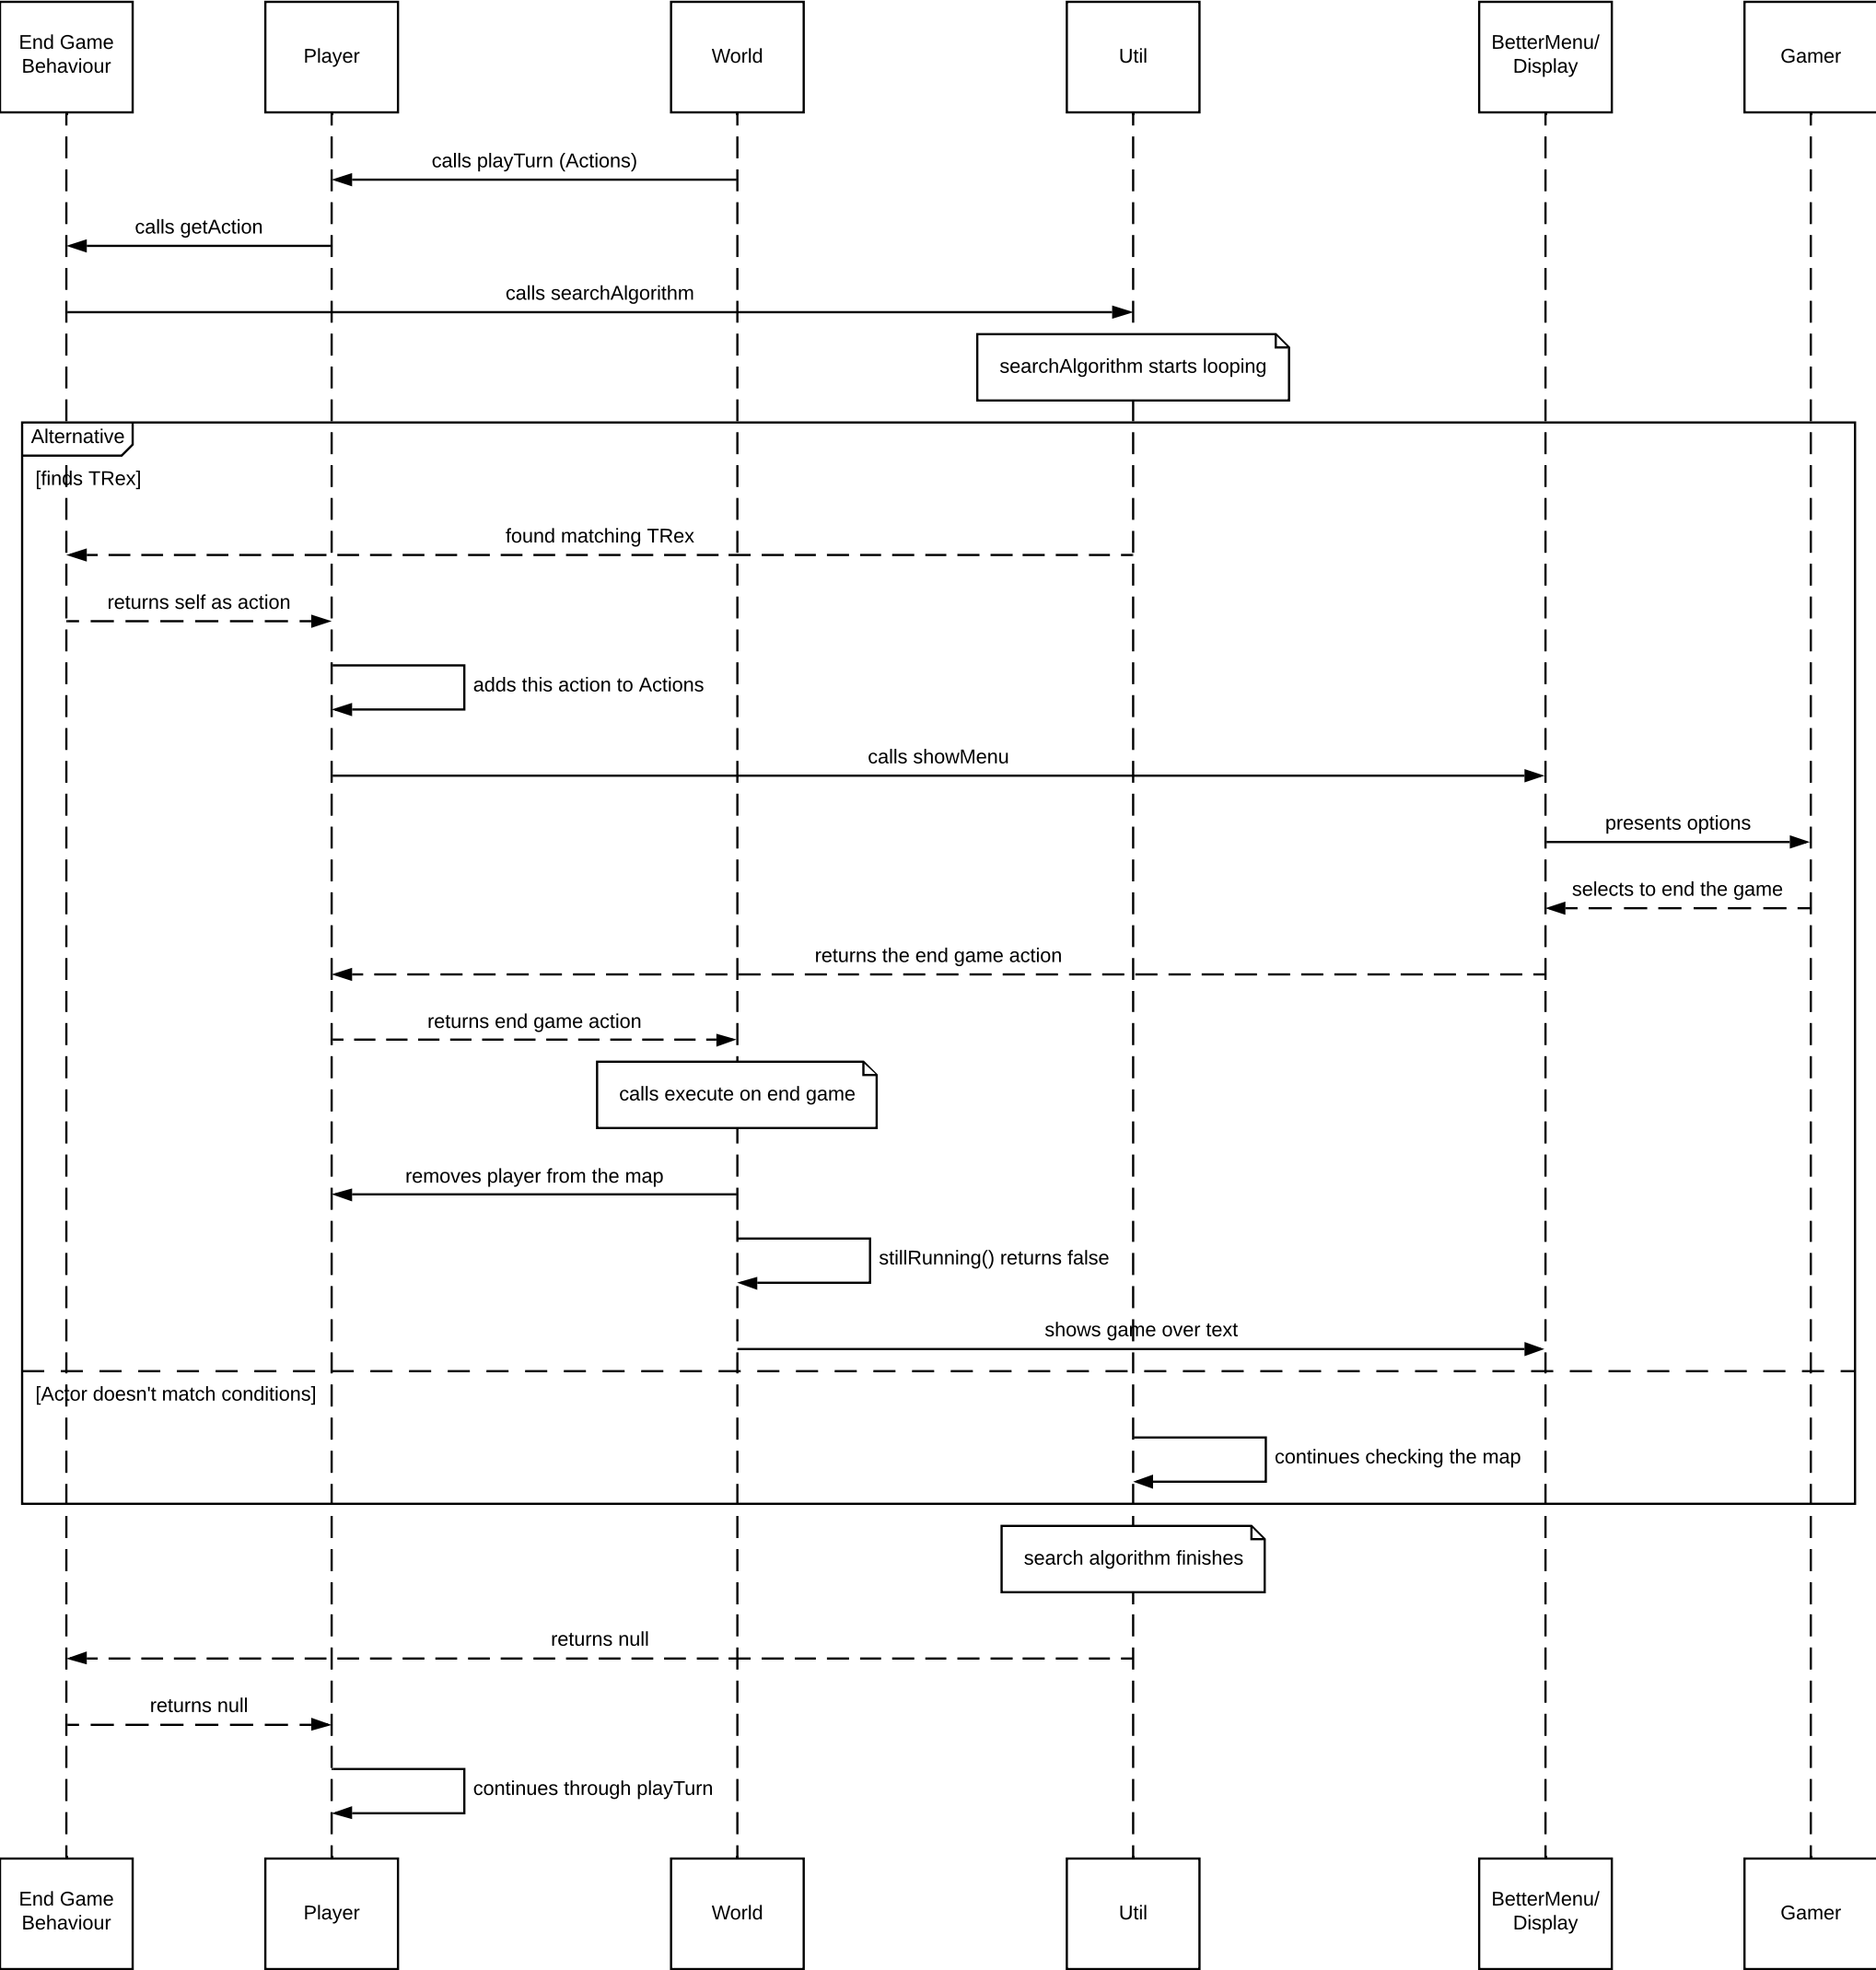 End Game
Behaviour
Player
World
Util
BetterMenu/
Display
Gamer
calls playTurn (Actions)
calls getAction
calls searchAlgorithm
searchAlgorithm starts looping
Alternative
[finds TRex]
found matching TRex
returns self as action
adds this action to Actions
calls showMenu
presents options
selects to end the game
returns the end game action
returns end game action
calls execute on end game
removes player from the map
stillRunning() returns false
shows game over text
[Actor doesn't match conditions]
continues checking the map
search algorithm finishes
returns null
returns null
continues through playTurn
End Game
Behaviour
Player
World
Util
BetterMenu/
Display
Gamer